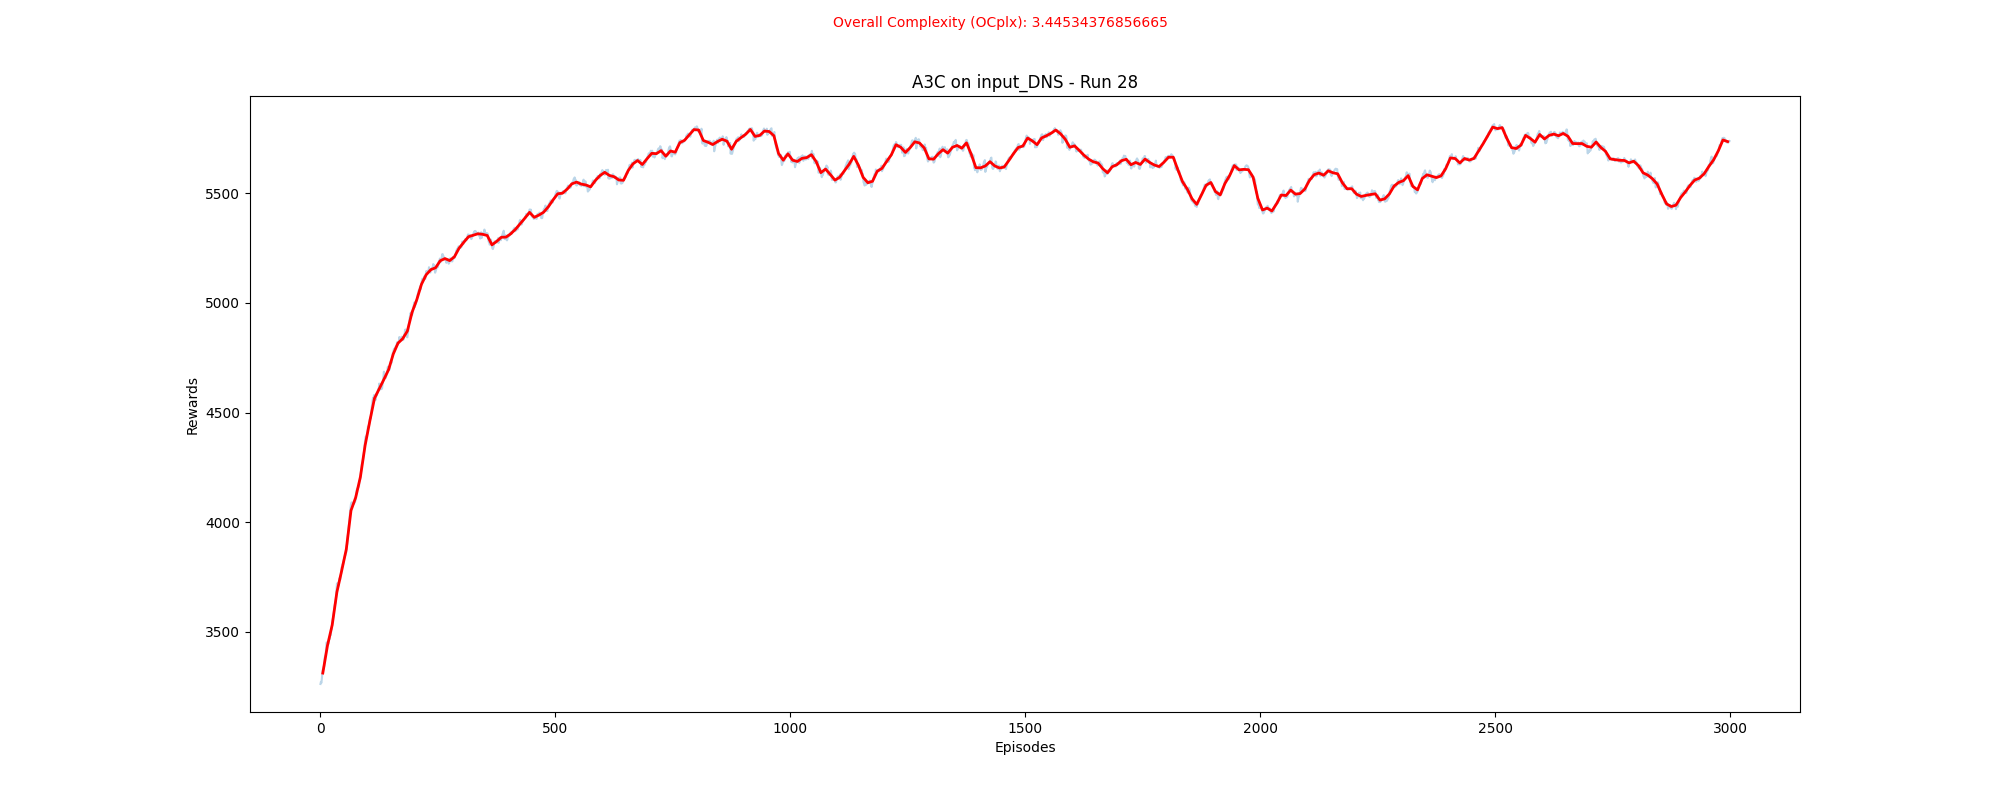 Overall Complexity (OCplx): 3.44534376856665
A3C on input_DNS - Run 28
Rewards
5500
5000
4500
4000
3500
0 500 1000 1500 2000 2500 3000
Episodes